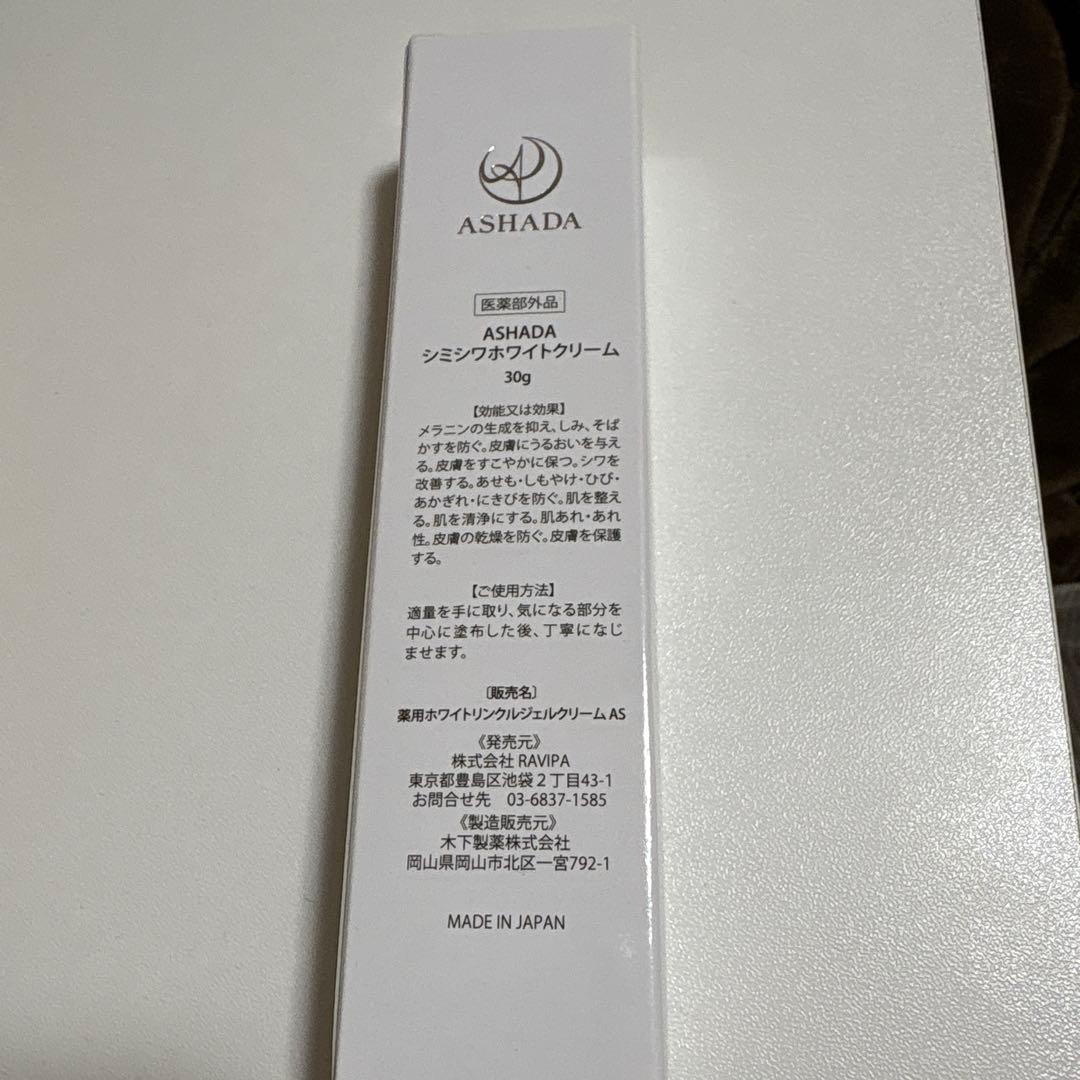 ASHADA
医薬部外品
ASHADA
シミシワホワイトクリーム
30g
【効能又は効果】
メラニンの生成を抑え、しみ、そば
かすを防ぐ。皮膚にうるおいを与え
る。皮膚をすこやかに保つ。シワを
改善する。あせも・しもやけ・ひび・
あかぎれ・にきびを防ぐ。肌を整え
る。肌を清浄にする。肌あれ・あれ
性。皮膚の乾燥を防ぐ。皮膚を保護
する。
【ご使用方法】
適量を手に取り、気になる部分を
中心に塗布した後、丁寧になじ
ませます。
〔販売名〕
薬用ホワイトリンクルジェルクリーム AS
《発売元》
株式会社 RAVIPA
東京都豊島区池袋２丁目43-1
お問合せ先　03-6837-1585
《製造販売元》
木下製薬株式会社
岡山県岡山市北区一宮792-1
MADE IN JAPAN